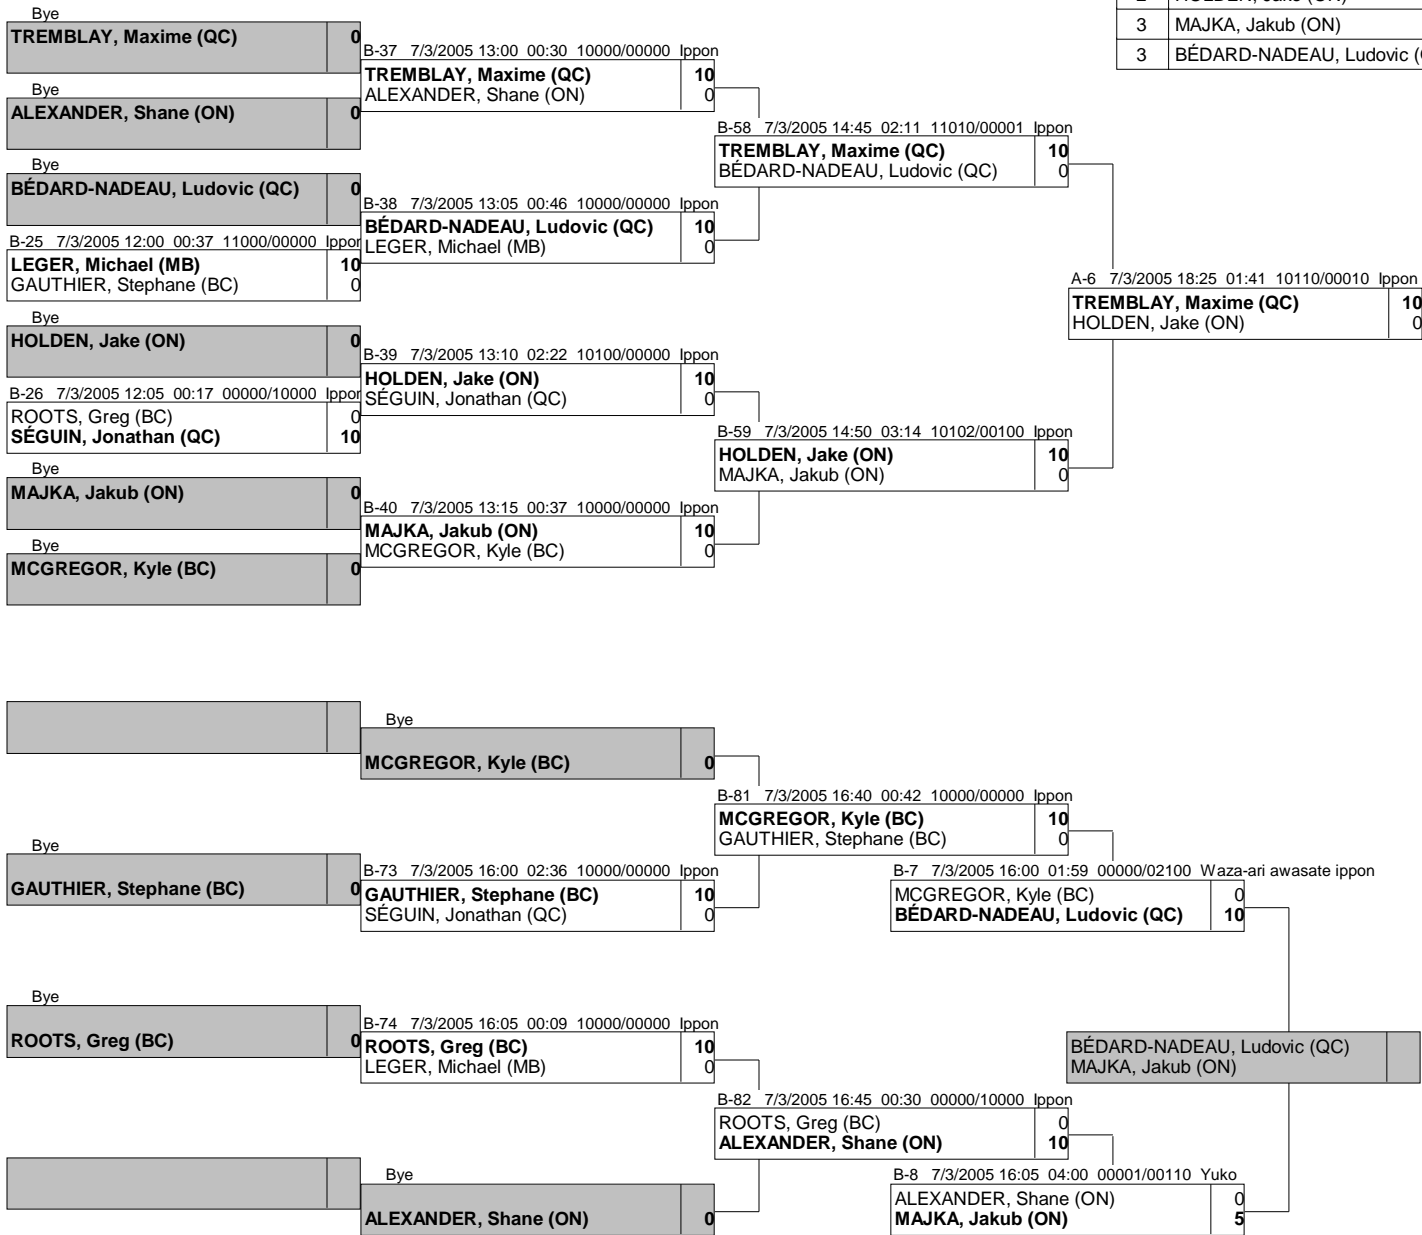 2 HOLDEN, Jake (ON)
3 MAJKA, Jakub (ON)
3 BÉDARD-NADEAU, Ludovic (
Bye
TREMBLAY, Maxime (QC) 0
Bye
ALEXANDER, Shane (ON) 0
Bye
BÉDARD-NADEAU, Ludovic (QC) 0
B-25 7/3/2005 12:00 00:37 11000/00000 Ippon
LEGER, Michael (MB) 10
GAUTHIER, Stephane (BC) 0
Bye
HOLDEN, Jake (ON) 0
B-26 7/3/2005 12:05 00:17 00000/10000 Ippon
ROOTS, Greg (BC) 0
SÉGUIN, Jonathan (QC) 10
Bye
MAJKA, Jakub (ON) 0
Bye
MCGREGOR, Kyle (BC) 0
B-37 7/3/2005 13:00 00:30 10000/00000 Ippon
TREMBLAY, Maxime (QC) 10
ALEXANDER, Shane (ON) 0
B-38 7/3/2005 13:05 00:46 10000/00000 Ippon
BÉDARD-NADEAU, Ludovic (QC) 10
LEGER, Michael (MB) 0
B-39 7/3/2005 13:10 02:22 10100/00000 Ippon
HOLDEN, Jake (ON) 10
SÉGUIN, Jonathan (QC) 0
B-40 7/3/2005 13:15 00:37 10000/00000 Ippon
MAJKA, Jakub (ON) 10
MCGREGOR, Kyle (BC) 0
B-58 7/3/2005 14:45 02:11 11010/00001 Ippon
TREMBLAY, Maxime (QC) 10
BÉDARD-NADEAU, Ludovic (QC) 0
B-59 7/3/2005 14:50 03:14 10102/00100 Ippon
HOLDEN, Jake (ON) 10
MAJKA, Jakub (ON) 0
A-6 7/3/2005 18:25 01:41 10110/00010 Ippon
TREMBLAY, Maxime (QC) 10
HOLDEN, Jake (ON) 0
Bye
MCGREGOR, Kyle (BC) 0
Bye
GAUTHIER, Stephane (BC) 0
B-73 7/3/2005 16:00 02:36 10000/00000 Ippon
GAUTHIER, Stephane (BC) 10
SÉGUIN, Jonathan (QC) 0
B-81 7/3/2005 16:40 00:42 10000/00000 Ippon
MCGREGOR, Kyle (BC) 10
GAUTHIER, Stephane (BC) 0
B-7 7/3/2005 16:00 01:59 00000/02100 Waza-ari awasate ippon
MCGREGOR, Kyle (BC) 0
BÉDARD-NADEAU, Ludovic (QC) 10
Bye
ROOTS, Greg (BC) 0
B-74 7/3/2005 16:05 00:09 10000/00000 Ippon
ROOTS, Greg (BC) 10
LEGER, Michael (MB) 0
BÉDARD-NADEAU, Ludovic (QC)
MAJKA, Jakub (ON)
B-82 7/3/2005 16:45 00:30 00000/10000 Ippon
ROOTS, Greg (BC) 0
ALEXANDER, Shane (ON) 10
Bye
ALEXANDER, Shane (ON) 0
B-8 7/3/2005 16:05 04:00 00001/00110 Yuko
ALEXANDER, Shane (ON) 0
MAJKA, Jakub (ON) 5